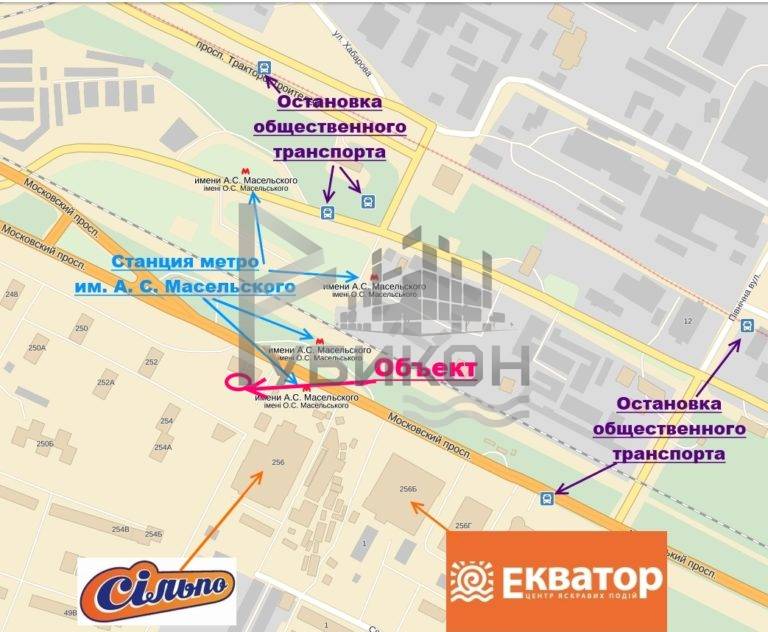 ул. Хабарова
просп. Тракторостроителей
Остановка
общественного
транспорта
имени А.С. Масельского
імені О.С. Масельського
Московский просп.
Московский просп.
Станция метро
им. А. С. Масельского
имени А.С. Масельского
імені О.С. Масельського
Північна вул.
24В
12
250А
252
имени А.С. Масельского
імені О.С. Масельського
РУБИКОН
Объект
252А
имени А.С. Масельского
імені О.С. Масельського
254
Московский просп.
Остановка
общественного
транспорта
250Б
254А
256
256Б
256Г
254В
254Б
1
Сільпо
ЕКВАТОР
ЦЕНТР ЯСКРАВИХ ПОДІЙ
49В
1